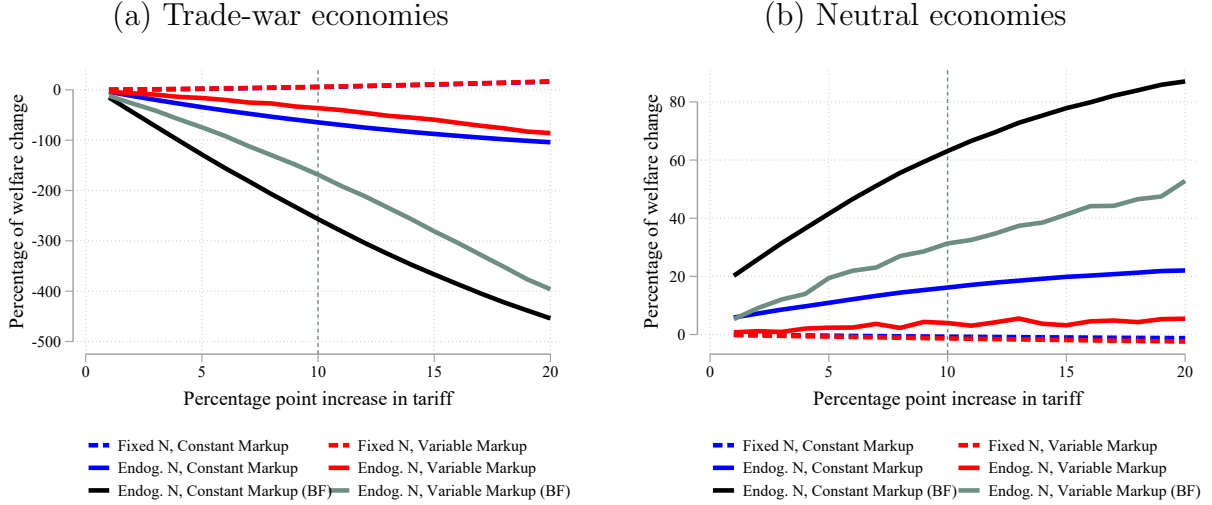 (a) Trade-war economies
Percentage of welfare change
0
-100
-200
-300
-400
-500
0 5 10 15 20
Percentage point increase in tariff
Fixed N, Constant Markup Fixed N, Variable Markup
Endog. N, Constant Markup Endog. N, Variable Markup
Endog. N, Constant Markup (BF) Endog. N, Variable Markup (BF)
(b) Neutral economies
Percentage of welfare change
80
60
40
20
0
0 5 10 15 20
Percentage point increase in tariff
Fixed N, Constant Markup Fixed N, Variable Markup
Endog. N, Constant Markup Endog. N, Variable Markup
Endog. N, Constant Markup (BF) Endog. N, Variable Markup (BF)